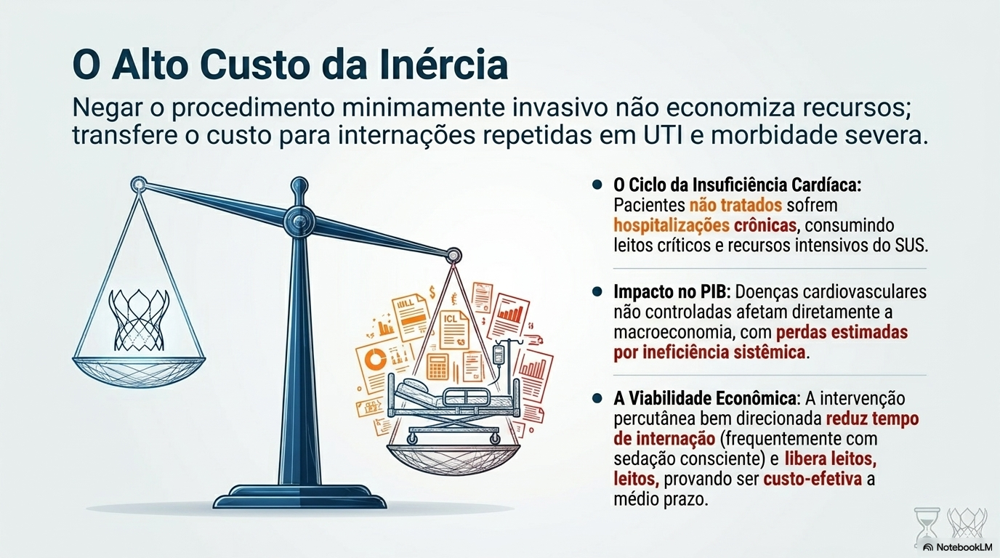 O Alto Custo da Inércia
Negar o procedimento minimamente invasivo não economiza recursos;
transfere o custo para internações repetidas em UTI e morbidade severa.
BILL
$
ICL
• O Ciclo da Insuficiência Cardíaca:
Pacientes não tratados sofrem
hospitalizações crônicas, consumindo
leitos críticos e recursos intensivos do SUS.
• Impacto no PIB: Doenças cardiovasculares
não controladas afetam diretamente a
macroeconomia, com perdas estimadas
por ineficiência sistêmica.
• A Viabilidade Econômica: A intervenção
percutânea bem direcionada reduz tempo
de internação (frequentemente com
sedação consciente) e libera leitos,
leitos, provando ser custo-efetiva a
médio prazo.
NotebookLM